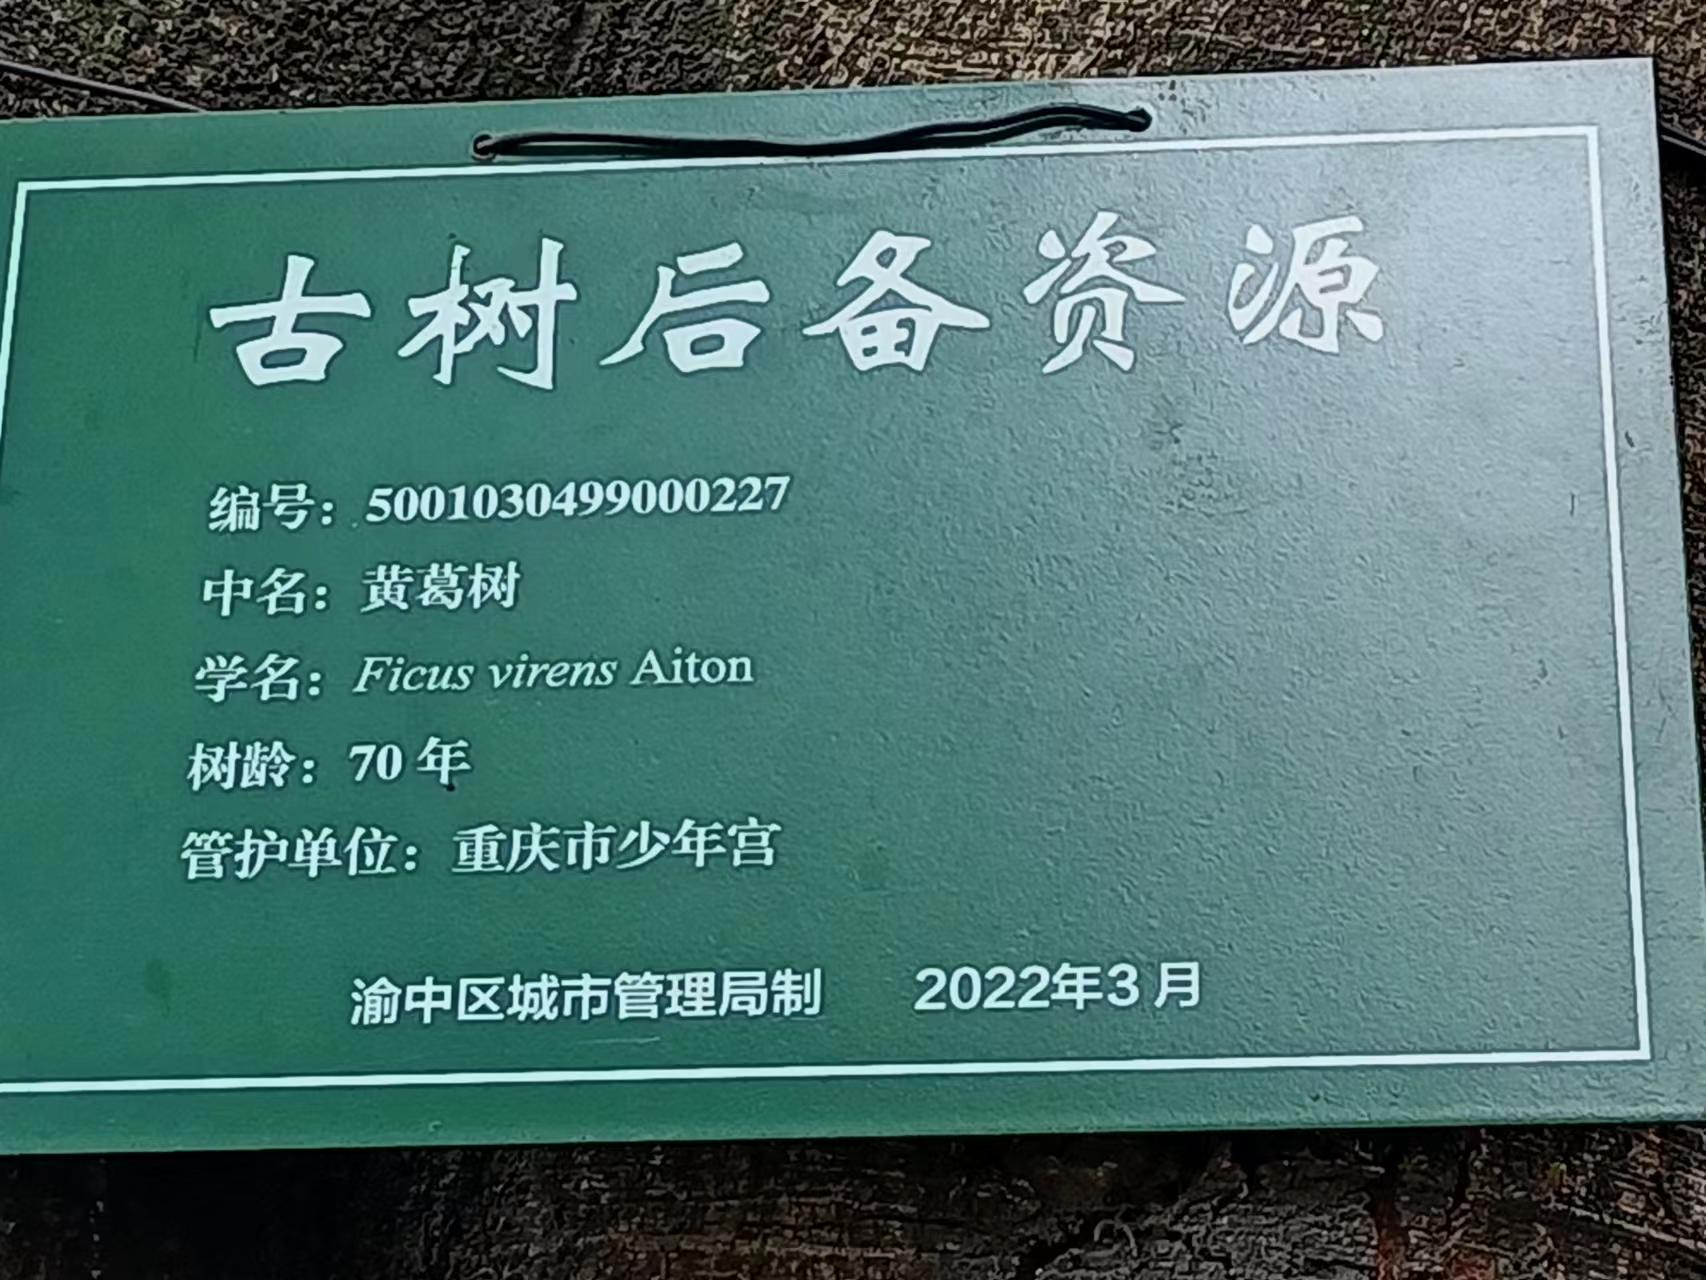 古树后备资源
编号：5001030499000227
中名：黄葛树
学名：Ficus virens Aiton
树龄：70 年
管护单位：重庆市少年宫
渝中区城市管理局制 2022年3月